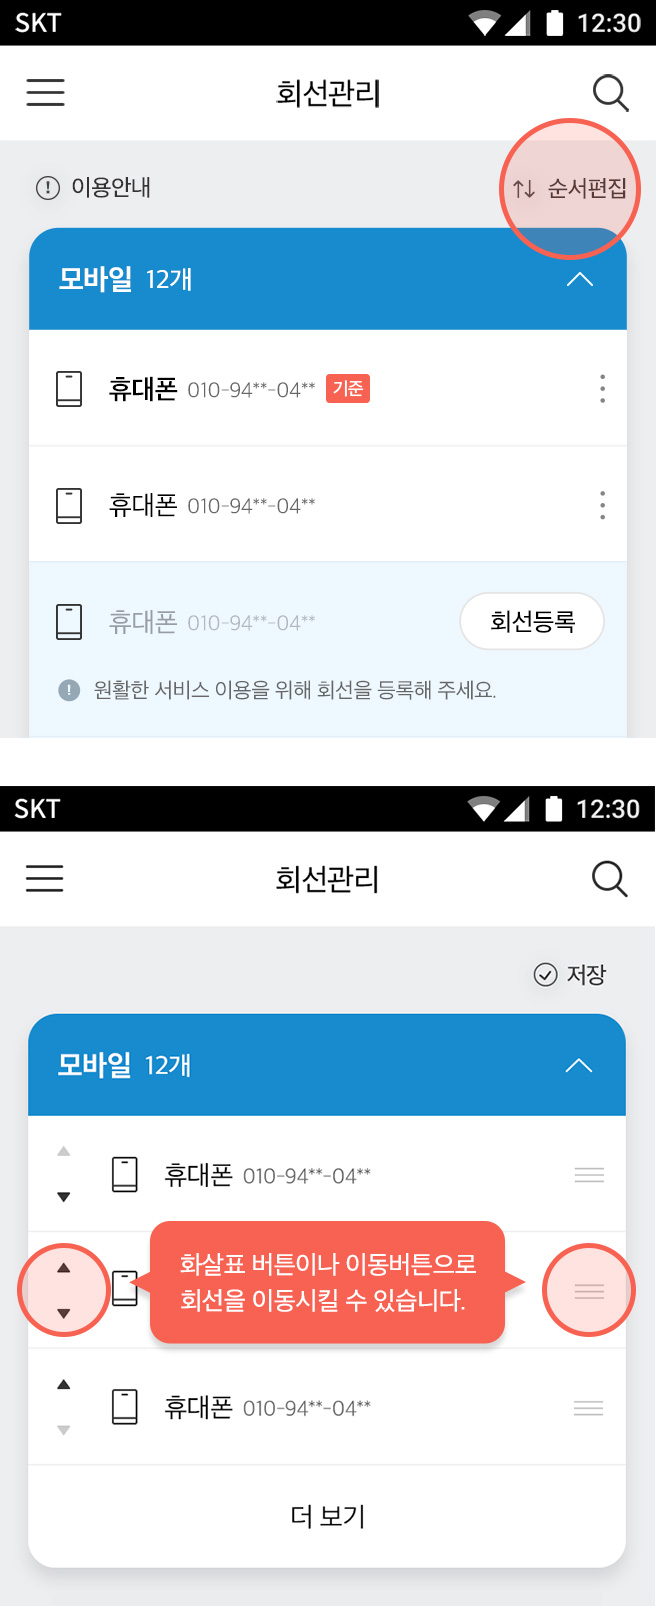 SKT 12:30
회선관리
이용안내 순서편집
모바일 12개
휴대폰 010-94**-04** 기준
휴대폰 010-94**-04**
휴대폰 010-94**-04** 회선등록
원활한 서비스 이용을 위해 회선을 등록해 주세요.
SKT 12:30
회선관리
저장
모바일 12개
휴대폰 010-94**-04**
화살표 버튼이나 이동버튼으로
회선을 이동시킬 수 있습니다.
휴대폰 010-94**-04**
더 보기